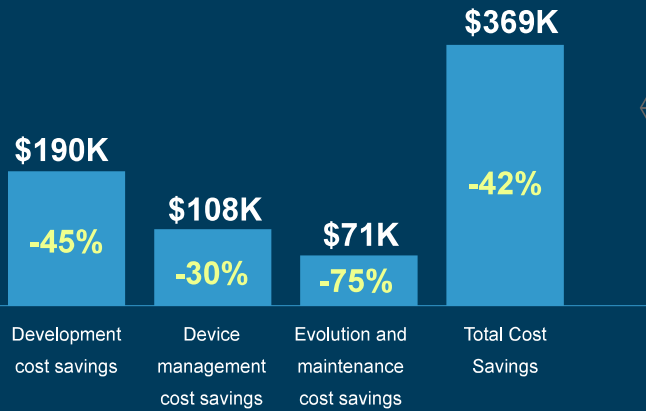 $369K
$190K
$108K
$71K
-45%
-30%
-75%
-42%
Development
cost savings
Device
management
cost savings
Evolution and
maintenance
cost savings
Total Cost
Savings